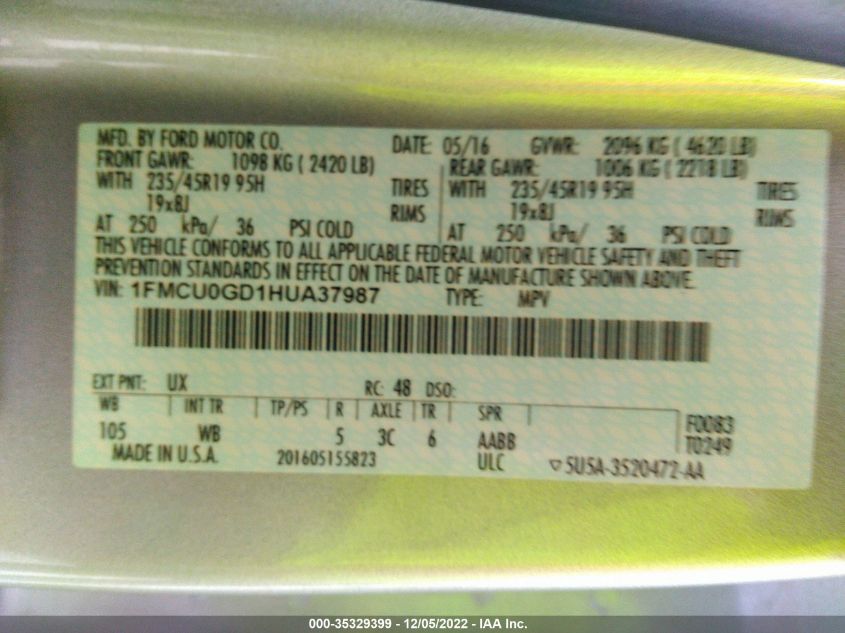 MFD. BY FORD MOTOR CO. DATE: 05/16 GVWR: 2096 KG ( 4620 LB)
FRONT GAWR: 1098 KG ( 2420 LB) REAR GAWR: 1006 KG ( 2218 LB)
WITH 235/45R19 95H TIRES WITH 235/45R19 95H TIRES
19x8J RIMS 19x8J RIMS
AT 250 kPa/ 36 PSI COLD AT 250 kPa/ 36 PSI COLD
THIS VEHICLE CONFORMS TO ALL APPLICABLE FEDERAL MOTOR VEHICLE SAFETY AND THEFT
PREVENTION STANDARDS IN EFFECT ON THE DATE OF MANUFACTURE SHOWN ABOVE.
VIN: 1FMCU0GD1HUA37987 TYPE: MPV
EXT PNT: UX RC: 48 DSO:
WB INT TR TP/PS R AXLE TR SPR F0083
105 WB 5 3C 6 AABB T0249
MADE IN U.S.A. 201605155823 ULC ▽5U5A-3520472-AA
000-35329399 - 12/05/2022 - IAA Inc.